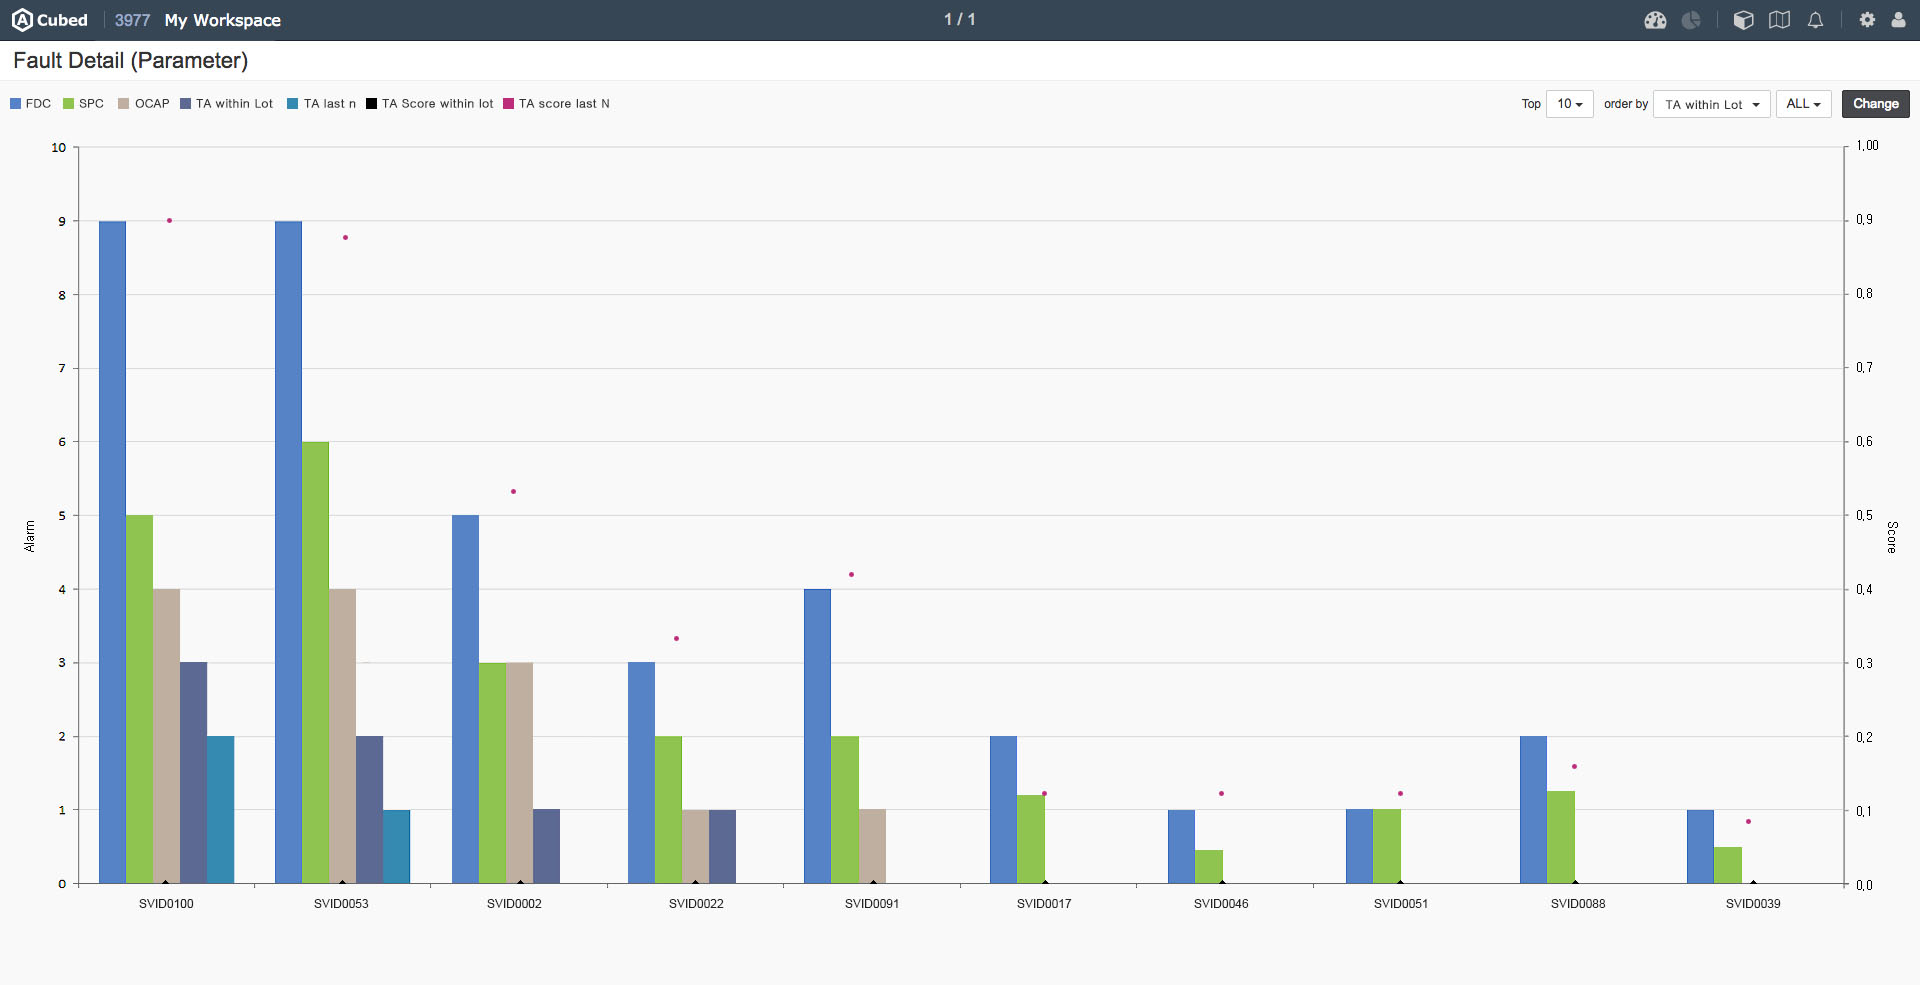 A Cubed 3977 My Workspace 1 / 1
Fault Detail (Parameter)
FDC SPC OCAP TA within Lot TA last n TA Score within lot TA score last N Top 10 order by TA within Lot ALL Change
10 1,00
9 0,9
8 0,8
7 0,7
6 0,6
5 0,5
Alarm Score
4 0,4
3 0,3
2 0,2
1 0,1
0 0,0
SVID0100 SVID0053 SVID0002 SVID0022 SVID0091 SVID0017 SVID0046 SVID0051 SVID0088 SVID0039